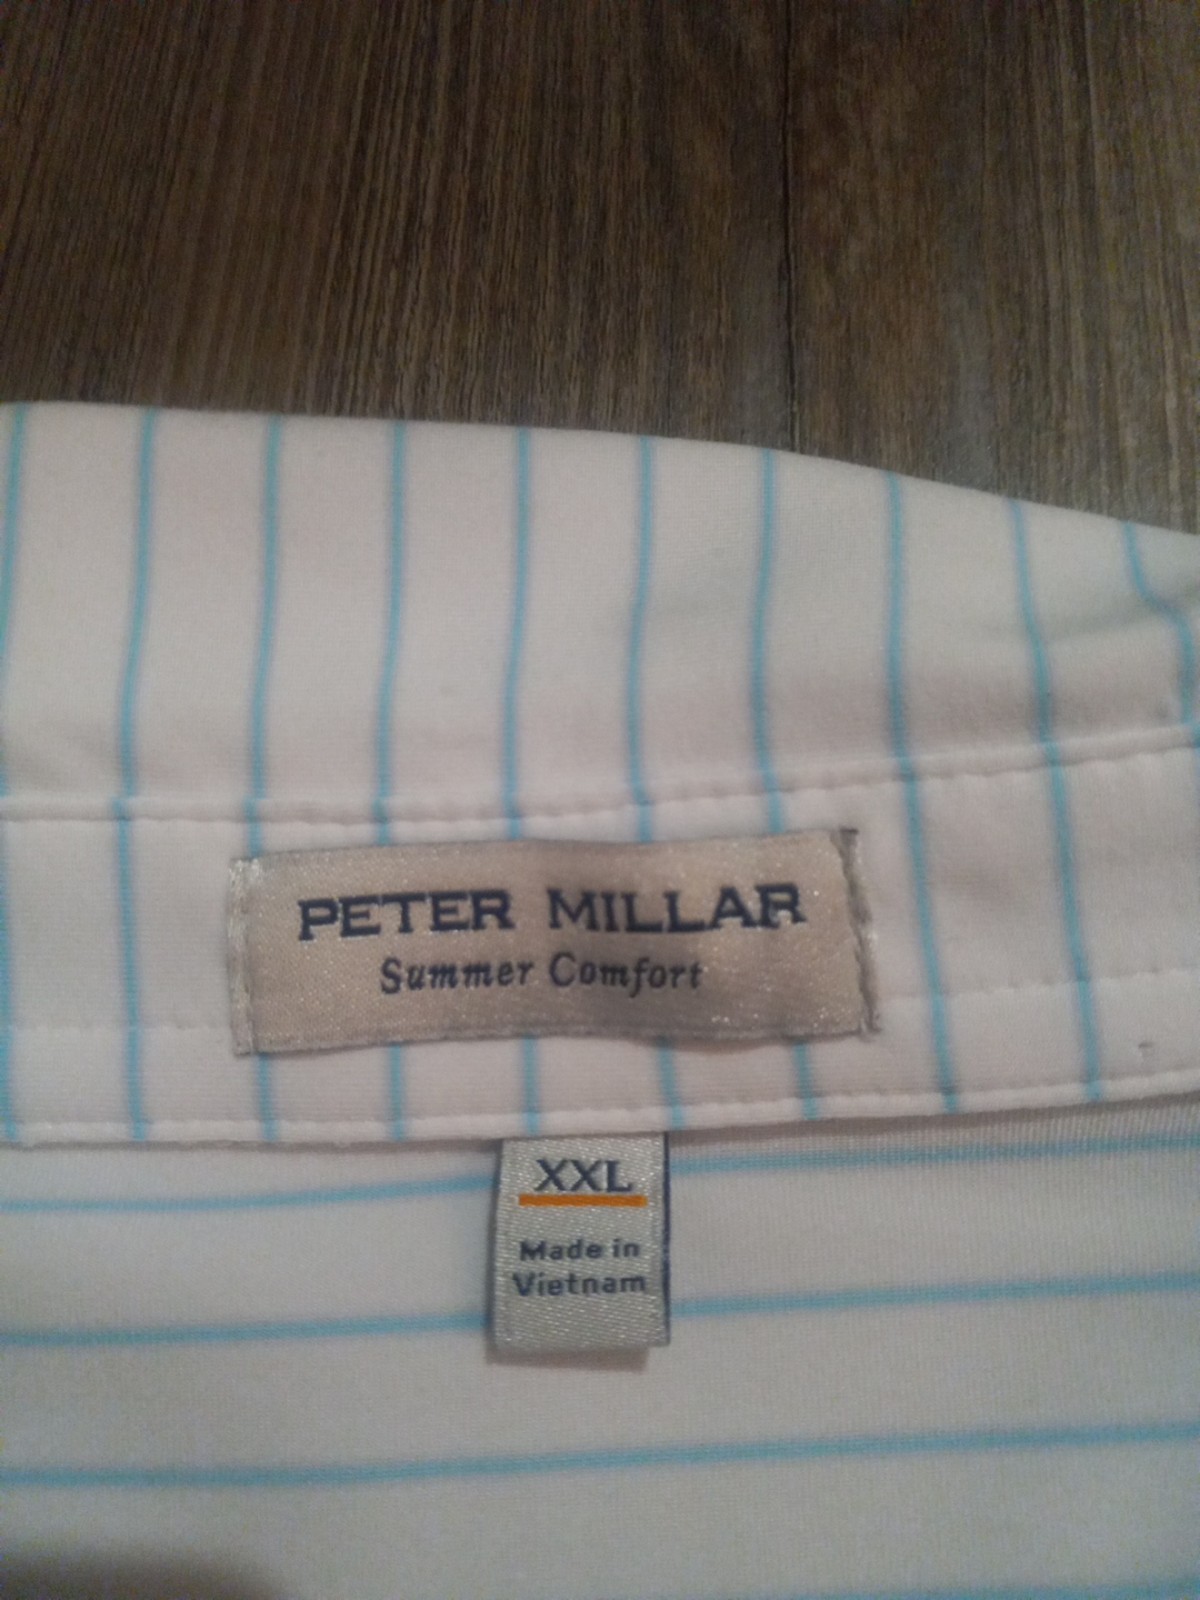 PETER MILLAR
Summer Comfort
XXL
Made in
Vietnam